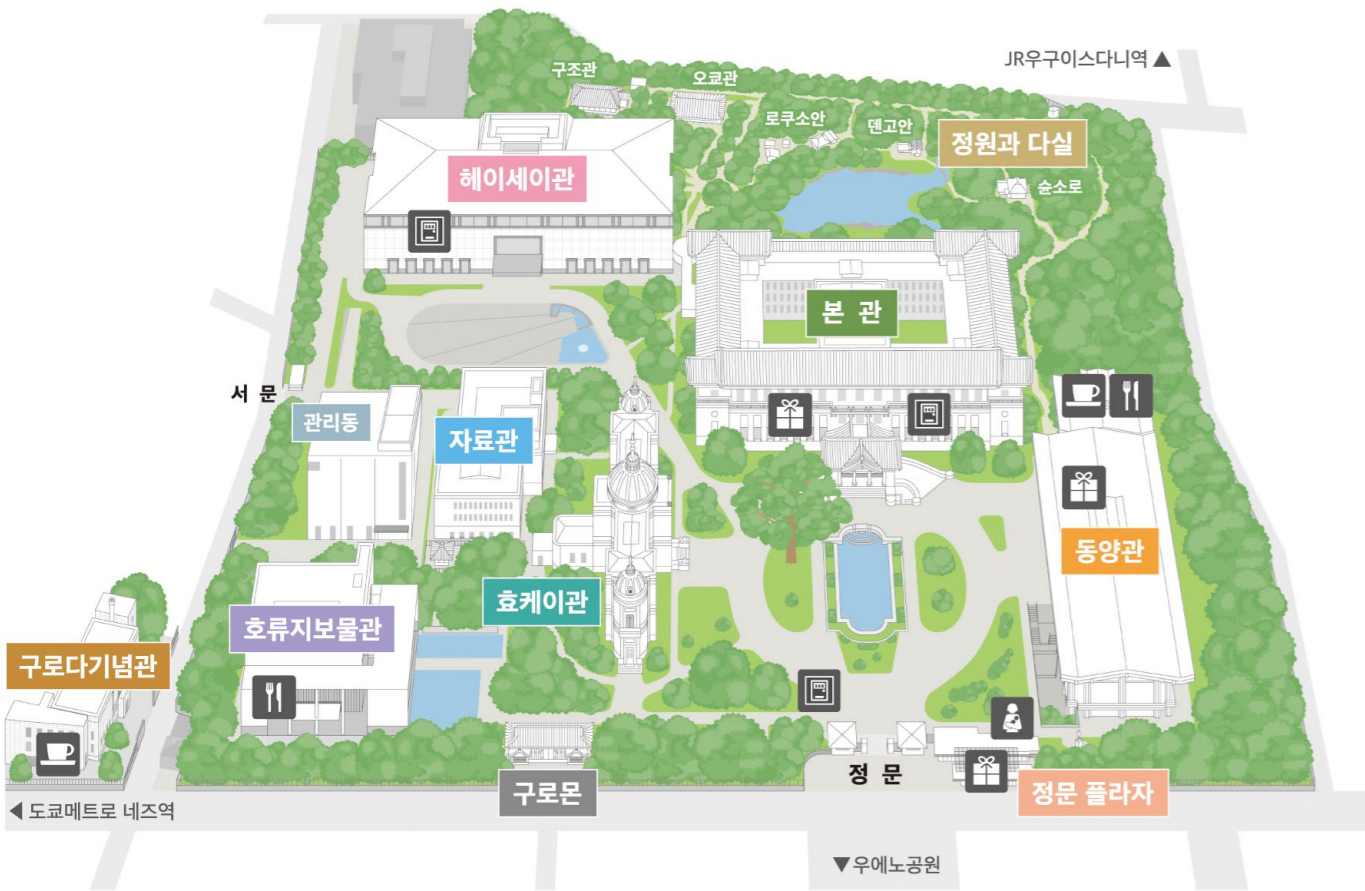 JR우구이스다니역 ▲
구조관
오쿄관
로쿠소안
덴고안
정원과 다실
슌소로
헤이세이관
본 관
서 문
관리동
자료관
동양관
효케이관
호류지보물관
구로다기념관
정 문
구로몬
정문 플라자
◀ 도쿄메트로 네즈역
▼우에노공원